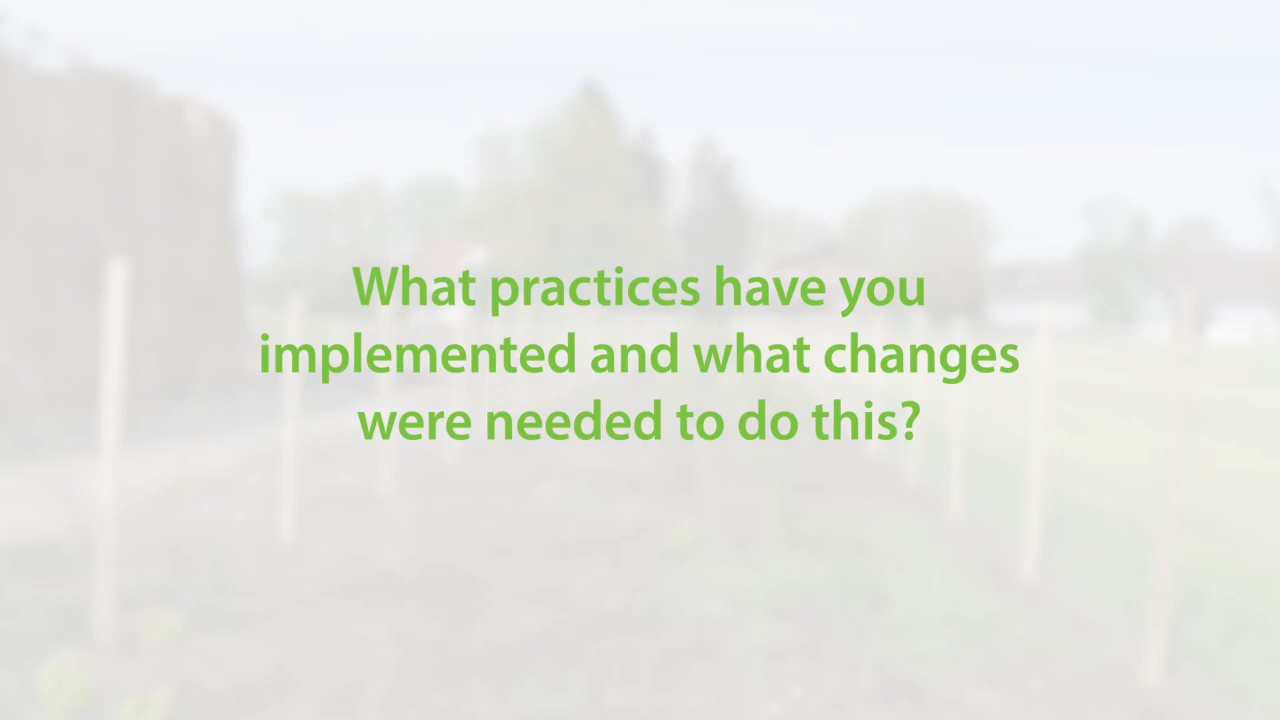 What practices have you
implemented and what changes
were needed to do this?